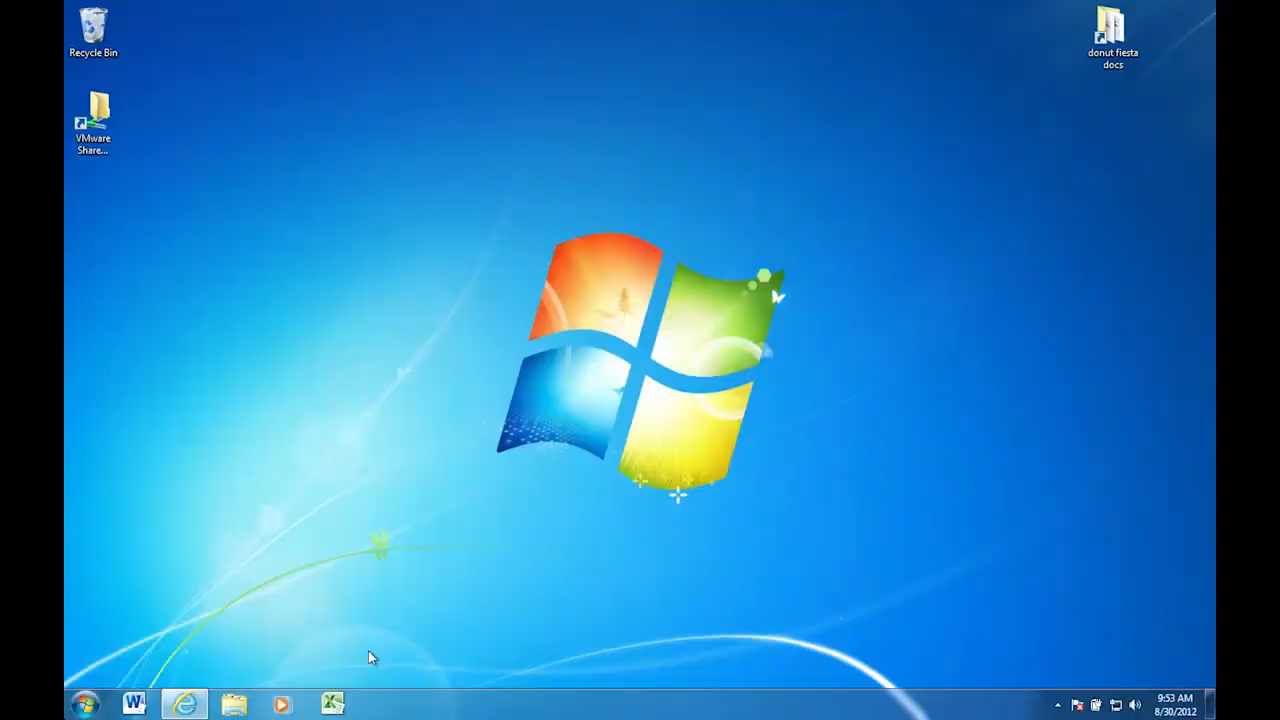 Recycle Bin
donut fiesta
docs
VMware
Share...
9:53 AM
8/30/2012